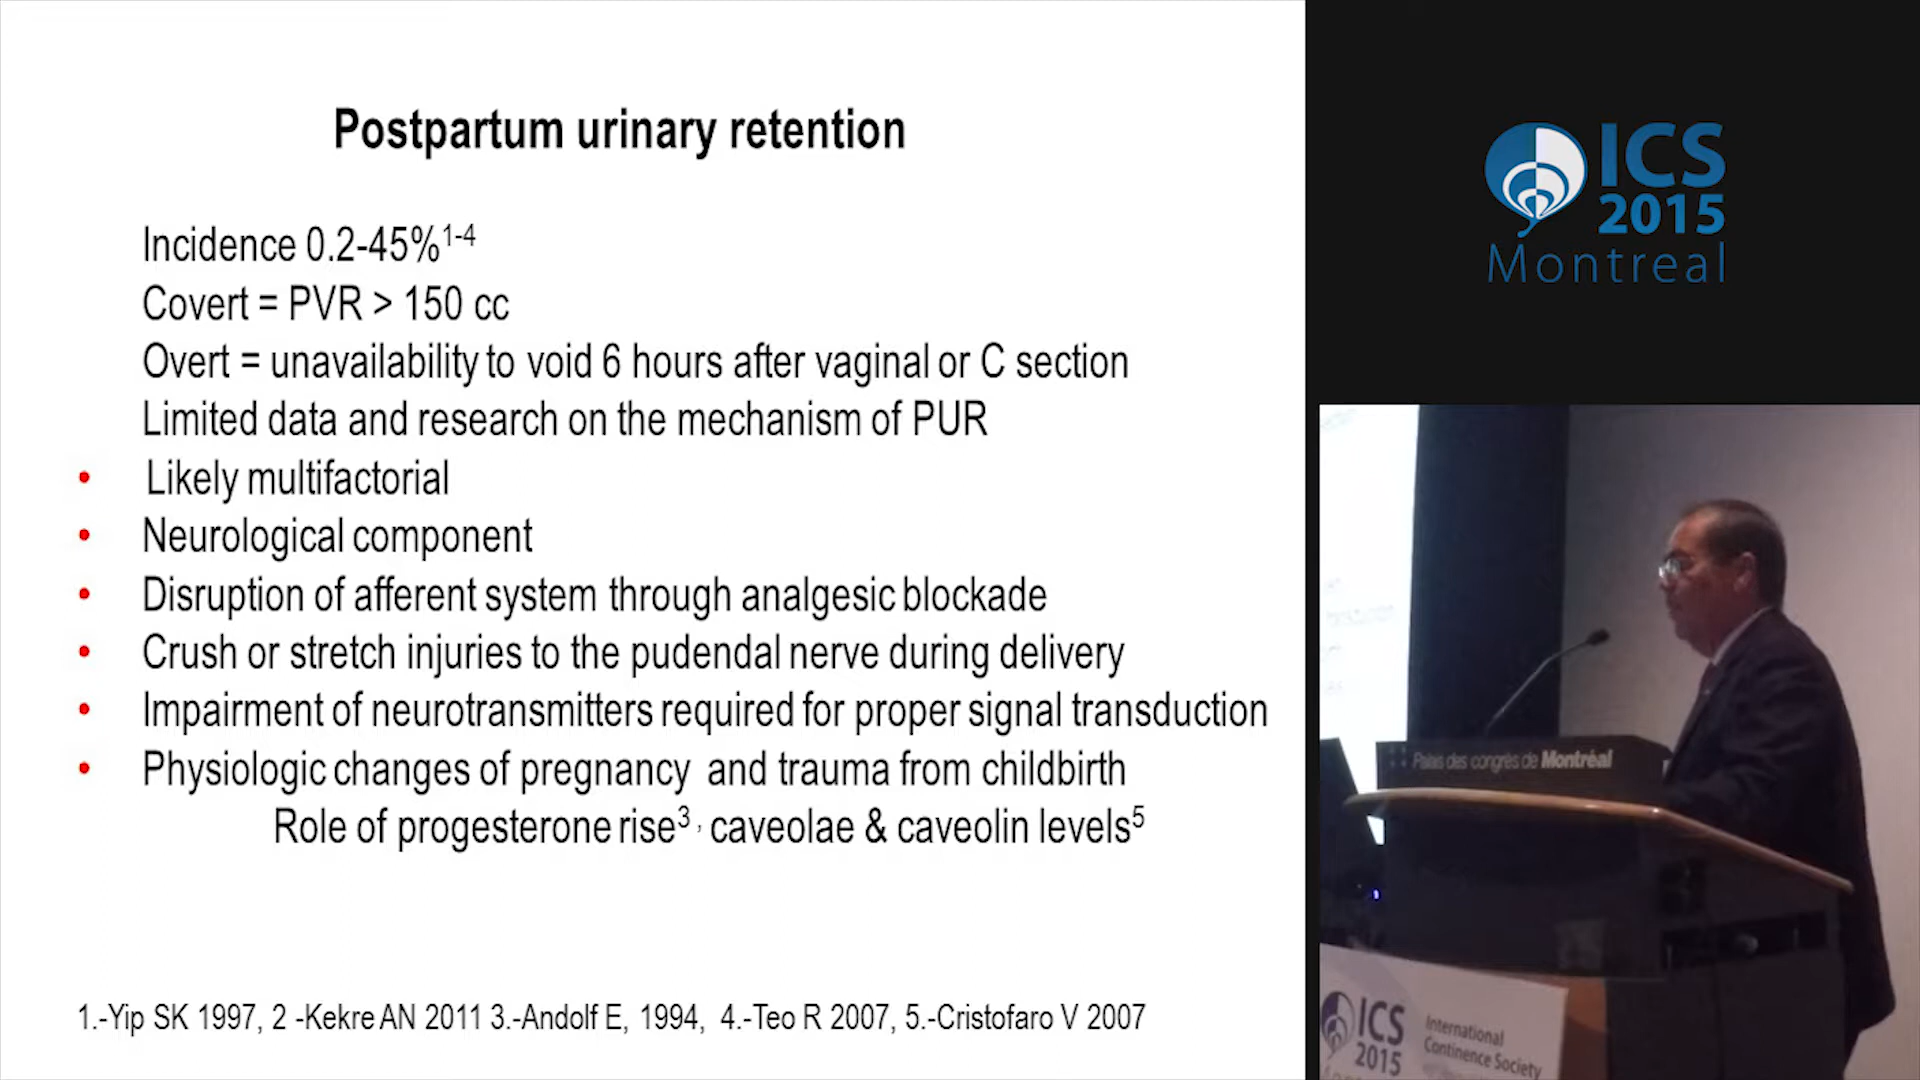 Postpartum urinary retention
Incidence 0.2-45%1-4
Covert = PVR > 150 cc
Overt = unavailability to void 6 hours after vaginal or C section
Limited data and research on the mechanism of PUR
• Likely multifactorial
• Neurological component
• Disruption of afferent system through analgesic blockade
• Crush or stretch injuries to the pudendal nerve during delivery
• Impairment of neurotransmitters required for proper signal transduction
• Physiologic changes of pregnancy and trauma from childbirth
Role of progesterone rise3 , caveolae & caveolin levels5
1.-Yip SK 1997, 2 -Kekre AN 2011 3.-Andolf E, 1994, 4.-Teo R 2007, 5.-Cristofaro V 2007
ICS
2015
Montreal
Palais des congrès de Montréal
ICS
2015
International
Continence Society